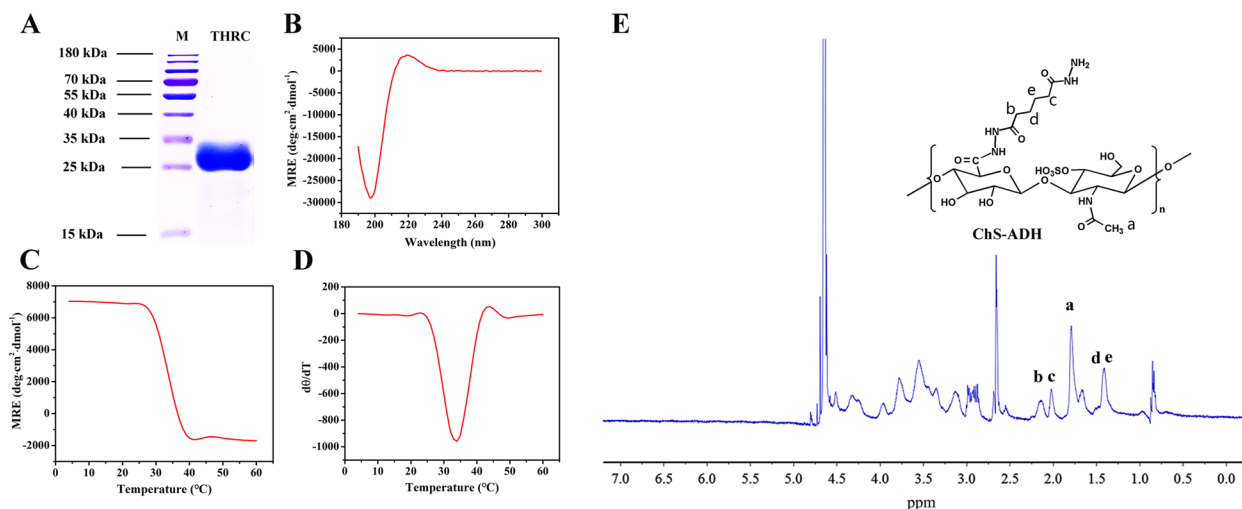 A
M THRC
180 kDa
70 kDa
55 kDa
40 kDa
35 kDa
25 kDa
15 kDa
B
5000
0
-5000
-10000
-15000
-20000
-25000
-30000
MRE (deg·cm²·dmol⁻¹)
180 200 220 240 260 280 300
Wavelength (nm)
C
8000
6000
4000
2000
0
-2000
MRE (deg·cm²·dmol⁻¹)
0 10 20 30 40 50 60
Temperature (℃)
D
200
0
-200
-400
-600
-800
-1000
dθ/dT
0 10 20 30 40 50 60
Temperature (℃)
E
NH₂
O NH
e
b c
d
NH O
NH
O=C
HO₃SO
HO
O
O
O
O
O
HO OH
HO
NH
n
O CH₃ a
ChS-ADH
a
b c
d e
7.0 6.5 6.0 5.5 5.0 4.5 4.0 3.5 3.0 2.5 2.0 1.5 1.0 0.0
ppm